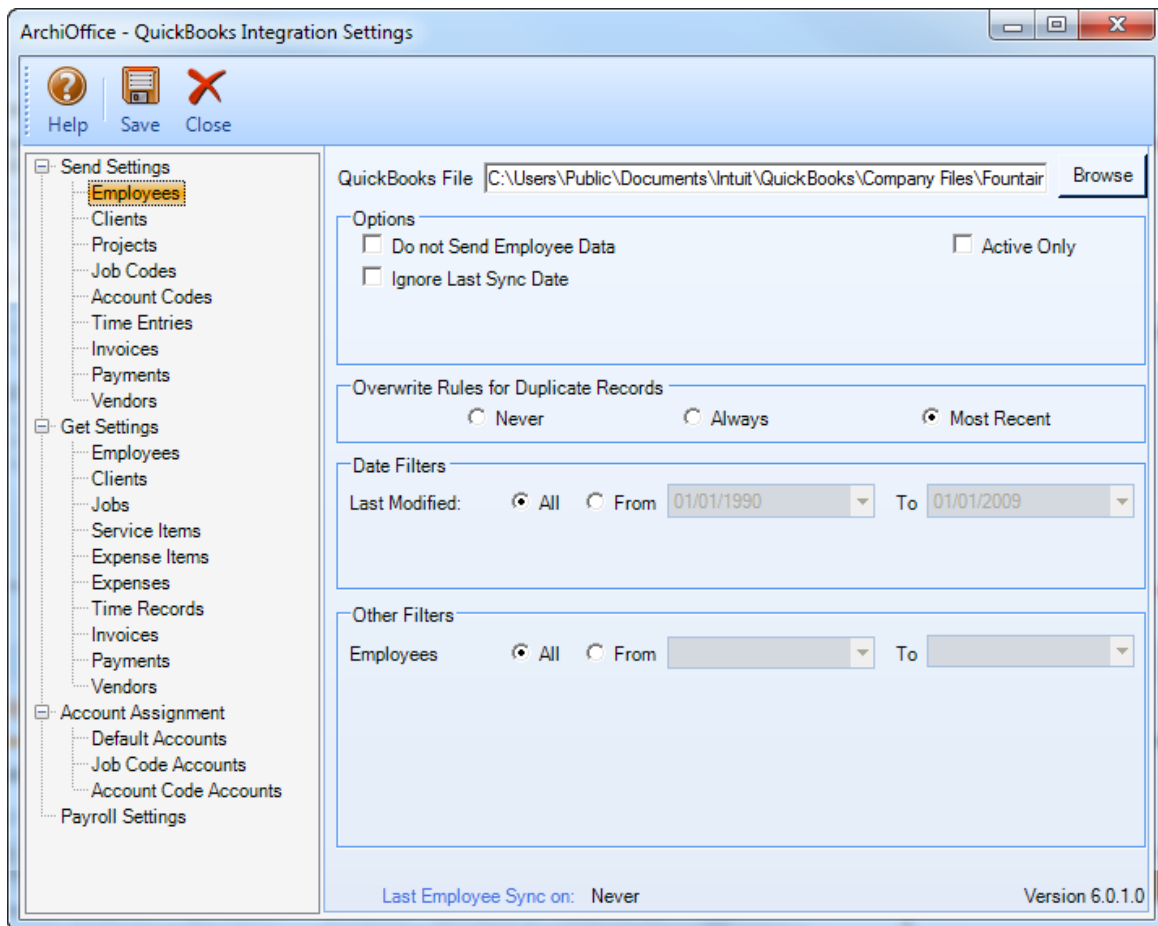 ArchiOffice - QuickBooks Integration Settings
Help Save Close
Send Settings
Employees
Clients
Projects
Job Codes
Account Codes
Time Entries
Invoices
Payments
Vendors
Get Settings
Employees
Clients
Jobs
Service Items
Expense Items
Expenses
Time Records
Invoices
Payments
Vendors
Account Assignment
Default Accounts
Job Code Accounts
Account Code Accounts
Payroll Settings
QuickBooks File C:\Users\Public\Documents\Intuit\QuickBooks\Company Files\Fountain Browse
Options
Do not Send Employee Data Active Only
Ignore Last Sync Date
Overwrite Rules for Duplicate Records
Never Always Most Recent
Date Filters
Last Modified: All From 01/01/1990 To 01/01/2009
Other Filters
Employees All From To
Last Employee Sync on: Never Version 6.0.1.0